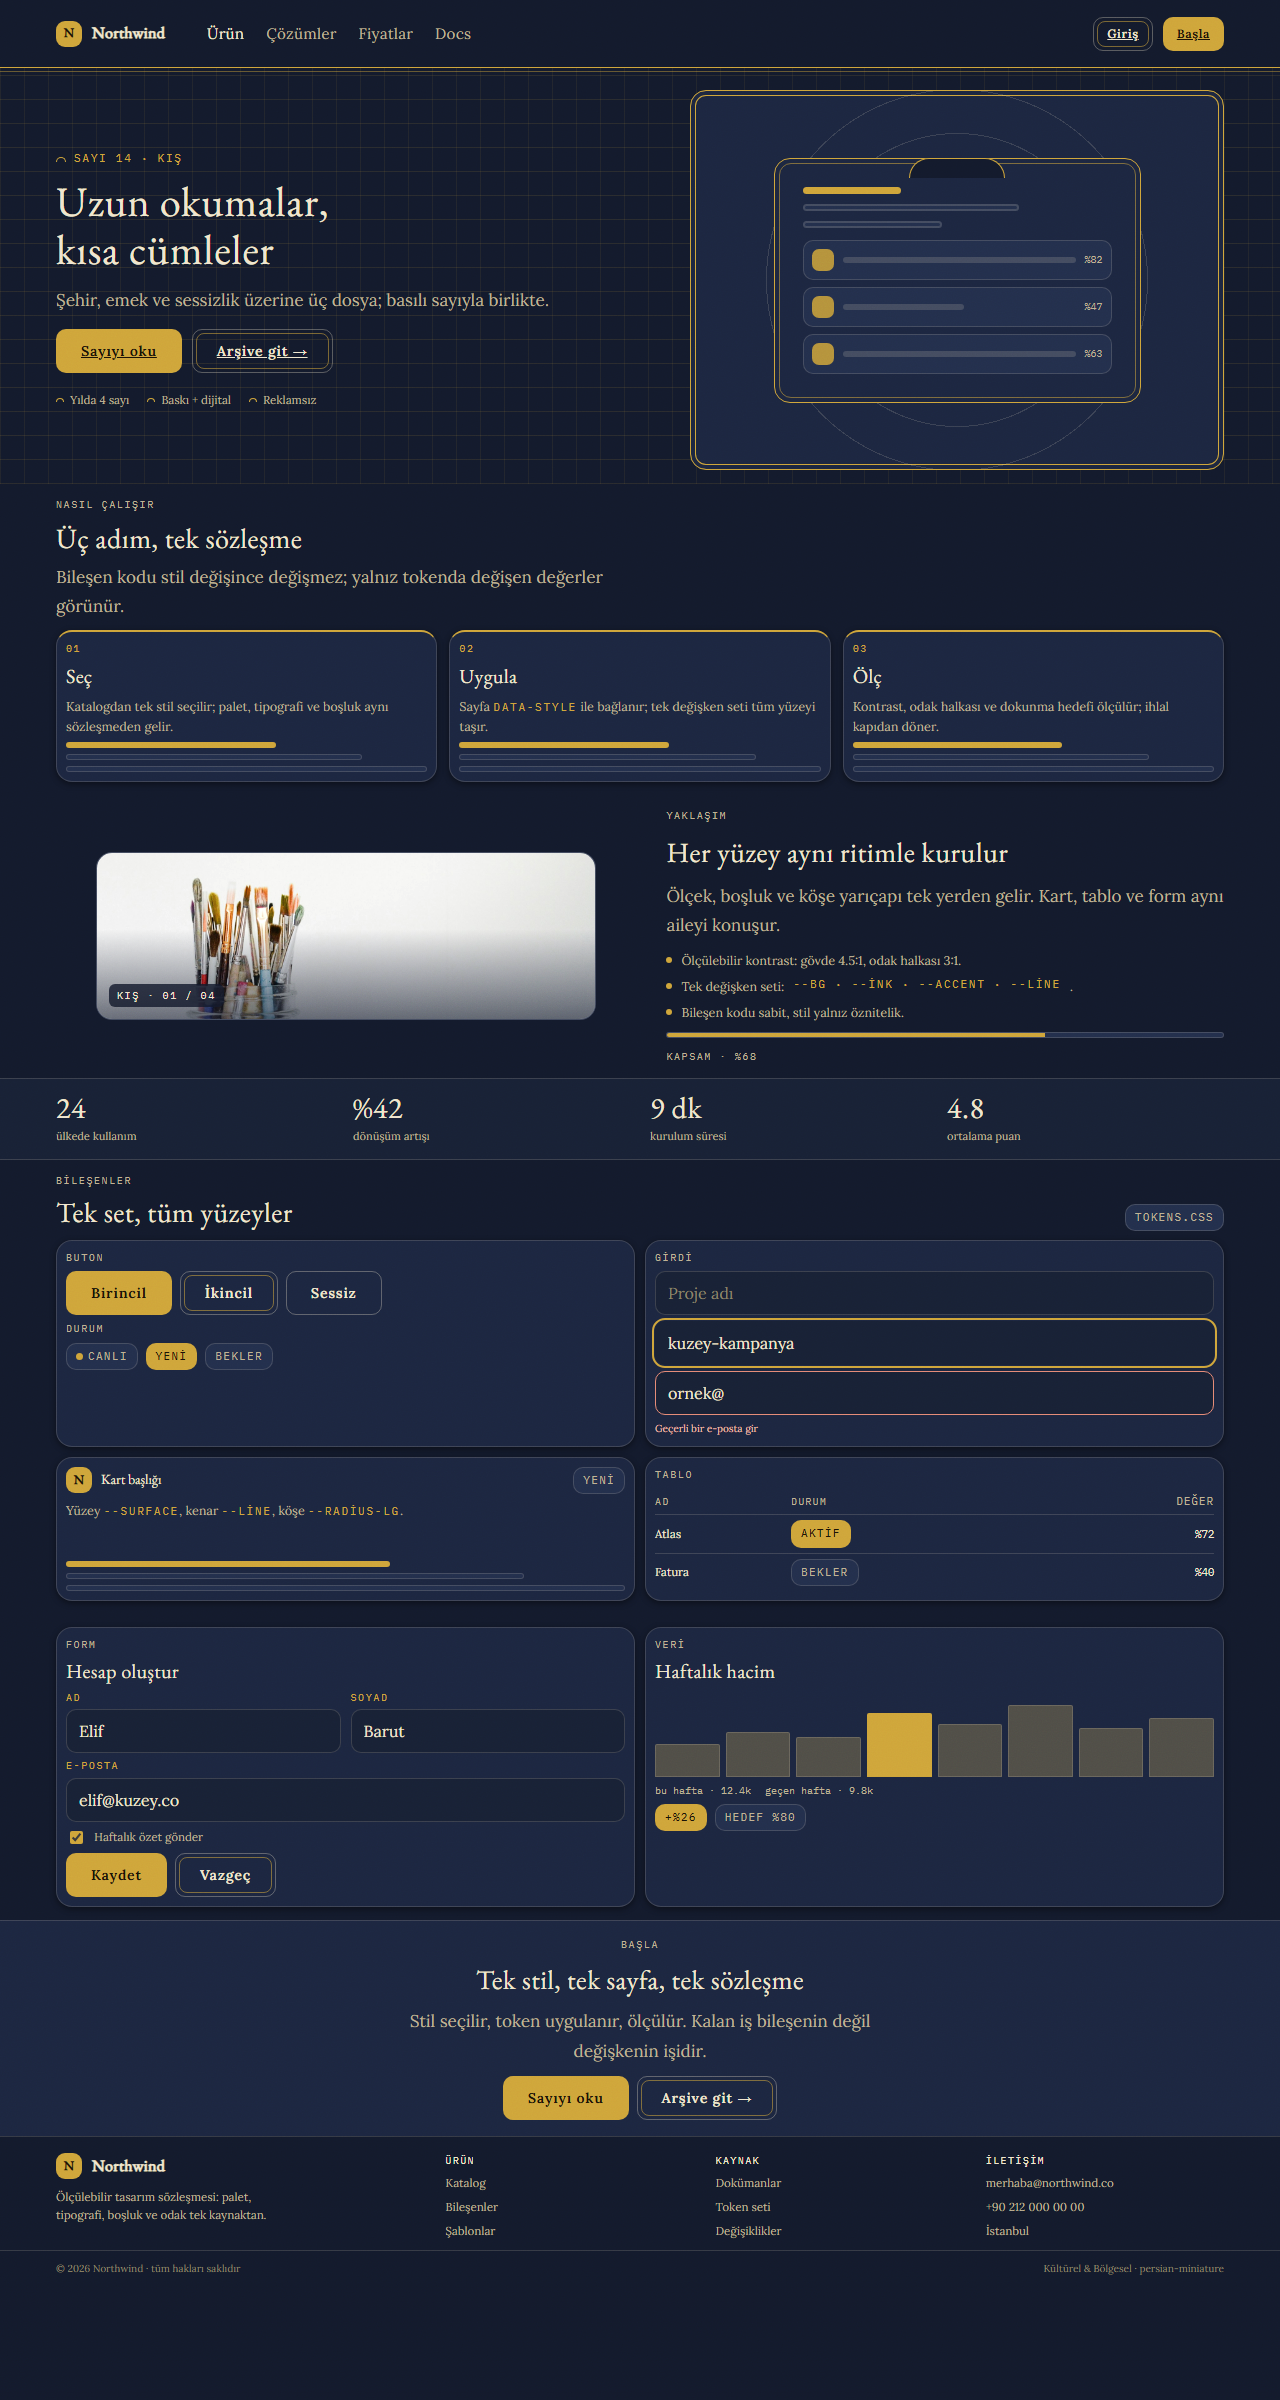 N Northwind Ürün Çözümler Fiyatlar Docs Giriş Başla
SAYI 14 · KIŞ
Uzun okumalar,
kısa cümleler
Şehir, emek ve sessizlik üzerine üç dosya; basılı sayıyla birlikte.
Sayıyı oku Arşive git →
Yılda 4 sayı Baskı + dijital Reklamsız
%82
%47
%63
NASIL ÇALIŞIR
Üç adım, tek sözleşme
Bileşen kodu stil değişince değişmez; yalnız tokenda değişen değerler
görünür.
01
Seç
Katalogdan tek stil seçilir; palet, tipografi ve boşluk aynı
sözleşmeden gelir.
02
Uygula
Sayfa DATA-STYLE ile bağlanır; tek değişken seti tüm yüzeyi
taşır.
03
Ölç
Kontrast, odak halkası ve dokunma hedefi ölçülür; ihlal
kapıdan döner.
KIŞ · 01 / 04
YAKLAŞIM
Her yüzey aynı ritimle kurulur
Ölçek, boşluk ve köşe yarıçapı tek yerden gelir. Kart, tablo ve form aynı
aileyi konuşur.
Ölçülebilir kontrast: gövde 4.5:1, odak halkası 3:1.
Tek değişken seti: --BG · --İNK · --ACCENT · --LİNE .
Bileşen kodu sabit, stil yalnız öznitelik.
KAPSAM · %68
24
ülkede kullanım
%42
dönüşüm artışı
9 dk
kurulum süresi
4.8
ortalama puan
BİLEŞENLER
Tek set, tüm yüzeyler
TOKENS.CSS
BUTON
Birincil İkincil Sessiz
DURUM
CANLI YENİ BEKLER
GİRDİ
Proje adı
kuzey-kampanya
ornek@
Geçerli bir e-posta gir
N Kart başlığı YENİ
Yüzey --SURFACE, kenar --LİNE, köşe --RADİUS-LG.
TABLO
AD DURUM DEĞER
Atlas AKTİF %72
Fatura BEKLER %40
FORM
Hesap oluştur
AD SOYAD
Elif Barut
E-POSTA
elif@kuzey.co
Haftalık özet gönder
Kaydet Vazgeç
VERİ
Haftalık hacim
bu hafta · 12.4k geçen hafta · 9.8k
+%26 HEDEF %80
BAŞLA
Tek stil, tek sayfa, tek sözleşme
Stil seçilir, token uygulanır, ölçülür. Kalan iş bileşenin değil
değişkenin işidir.
Sayıyı oku Arşive git →
N Northwind
Ölçülebilir tasarım sözleşmesi: palet,
tipografi, boşluk ve odak tek kaynaktan.
ÜRÜN
Katalog
Bileşenler
Şablonlar
KAYNAK
Dokümanlar
Token seti
Değişiklikler
İLETİŞİM
merhaba@northwind.co
+90 212 000 00 00
İstanbul
© 2026 Northwind · tüm hakları saklıdır
Kültürel & Bölgesel · persian-miniature